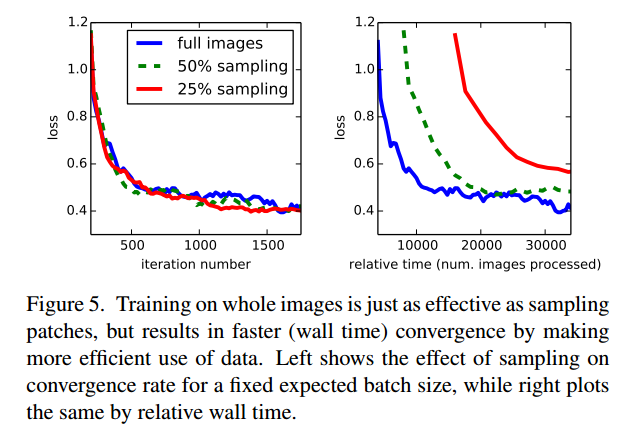 1.2
1.0
0.8
0.6
0.4
loss
full images
50% sampling
25% sampling
500
1000
1500
iteration number
1.2
1.0
0.8
0.6
0.4
loss
10000
20000
30000
relative time (num. images processed)
Figure 5. Training on whole images is just as effective as sampling
patches, but results in faster (wall time) convergence by making
more efficient use of data. Left shows the effect of sampling on
convergence rate for a fixed expected batch size, while right plots
the same by relative wall time.